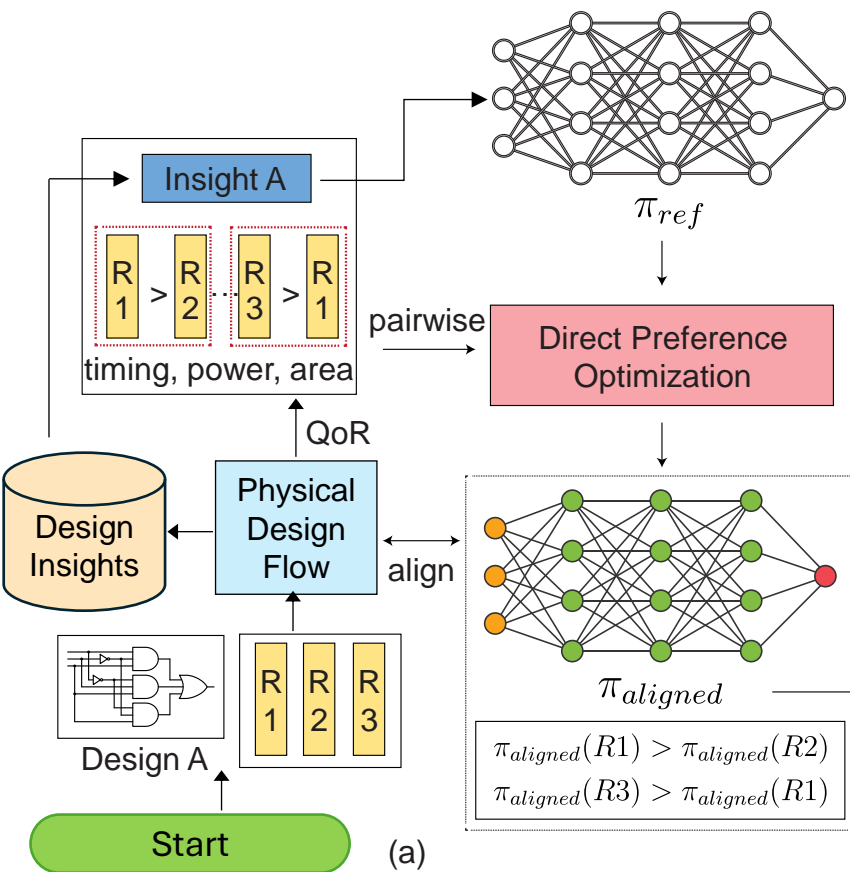 Insight A
R
1
>
R
2
...
R
3
>
R
1
timing, power, area
π_ref
pairwise
Direct Preference
Optimization
QoR
Design
Insights
Physical
Design
Flow
align
Design A
R
1
R
2
R
3
π_aligned
π_aligned(R1) > π_aligned(R2)
π_aligned(R3) > π_aligned(R1)
Start
(a)